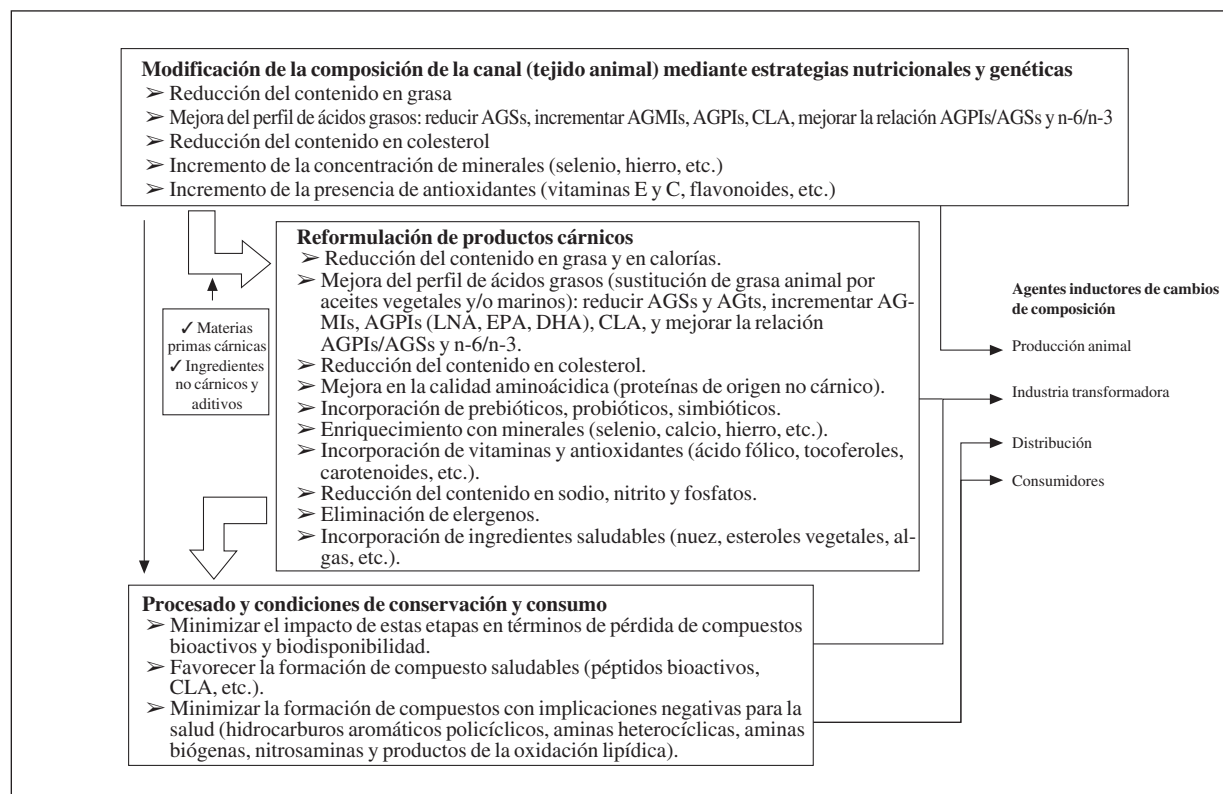 Modificación de la composición de la canal (tejido animal) mediante estrategias nutricionales y genéticas
➢ Reducción del contenido en grasa
➢ Mejora del perfil de ácidos grasos: reducir AGSs, incrementar AGMIs, AGPIs, CLA, mejorar la relación AGPIs/AGSs y n-6/n-3
➢ Reducción del contenido en colesterol
➢ Incremento de la concentración de minerales (selenio, hierro, etc.)
➢ Incremento de la presencia de antioxidantes (vitaminas E y C, flavonoides, etc.)
Reformulación de productos cárnicos
➢ Reducción del contenido en grasa y en calorías.
➢ Mejora del perfil de ácidos grasos (sustitución de grasa animal por
aceites vegetales y/o marinos): reducir AGSs y AGts, incrementar AG-
MIs, AGPIs (LNA, EPA, DHA), CLA, y mejorar la relación
AGPIs/AGSs y n-6/n-3.
➢ Reducción del contenido en colesterol.
➢ Mejora en la calidad aminoácidica (proteínas de origen no cárnico).
➢ Incorporación de prebióticos, probióticos, simbióticos.
➢ Enriquecimiento con minerales (selenio, calcio, hierro, etc.).
➢ Incorporación de vitaminas y antioxidantes (ácido fólico, tocoferoles,
carotenoides, etc.).
➢ Reducción del contenido en sodio, nitrito y fosfatos.
➢ Eliminación de elergenos.
➢ Incorporación de ingredientes saludables (nuez, esteroles vegetales, al-
gas, etc.).
✓ Materias
primas cárnicas
✓ Ingredientes
no cárnicos y
aditivos
Agentes inductores de cambios
de composición
Producción animal
Industria transformadora
Distribución
Consumidores
Procesado y condiciones de conservación y consumo
➢ Minimizar el impacto de estas etapas en términos de pérdida de compuestos
bioactivos y biodisponibilidad.
➢ Favorecer la formación de compuesto saludables (péptidos bioactivos,
CLA, etc.).
➢ Minimizar la formación de compuestos con implicaciones negativas para la
salud (hidrocarburos aromáticos policíclicos, aminas heterocíclicas, aminas
biógenas, nitrosaminas y productos de la oxidación lipídica).